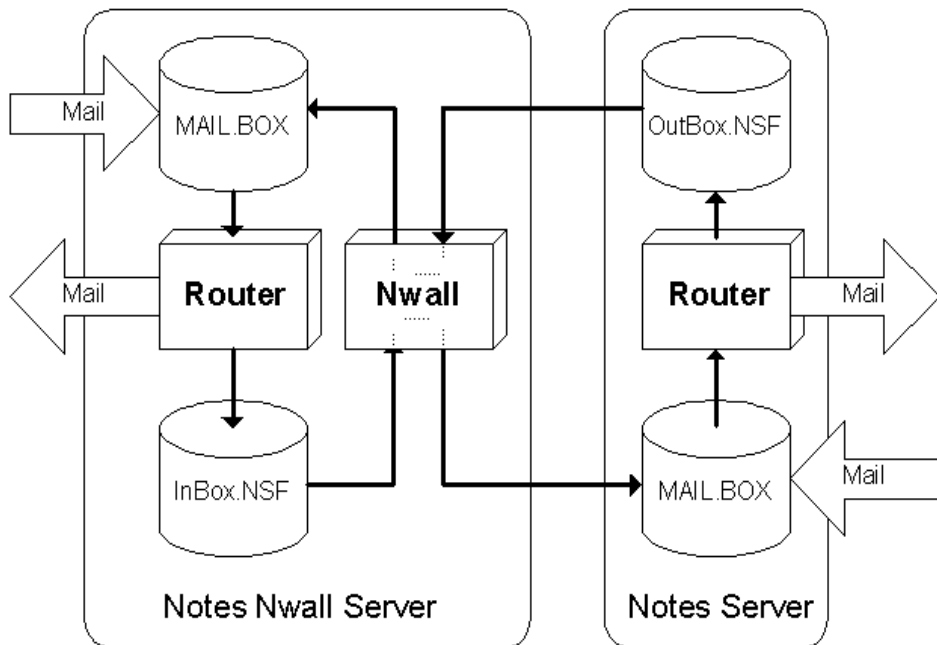 Mail
MAIL.BOX
OutBox.NSF
Mail
Router
Nwall
Router
Mail
InBox.NSF
MAIL.BOX
Mail
Notes Nwall Server
Notes Server